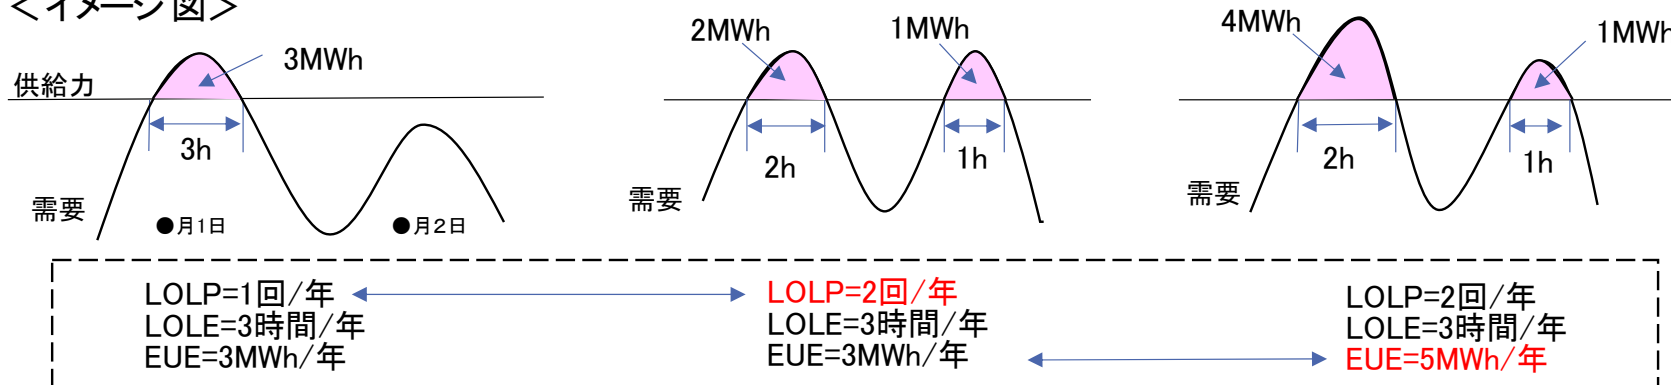 ＜イメージ図＞
3MWh
供給力
3h
需要
●月1日
●月2日
2MWh
1MWh
2h
1h
需要
4MWh
1MWh
2h
1h
需要
LOLP=1回/年
LOLE=3時間/年
EUE=3MWh/年
LOLP=2回/年
LOLE=3時間/年
EUE=3MWh/年
LOLP=2回/年
LOLE=3時間/年
EUE=5MWh/年